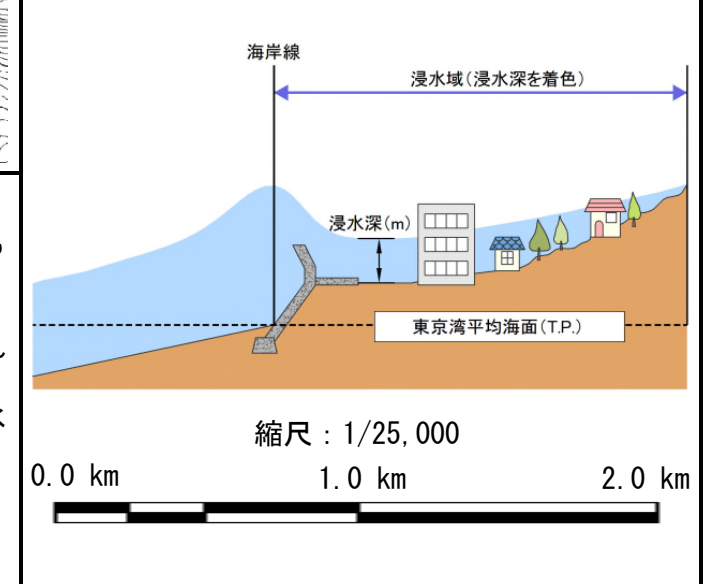 海岸線
浸水域(浸水深を着色)
浸水深(m)
東京湾平均海面(T.P.)
縮尺：1/25,000
0.0 km 1.0 km 2.0 km